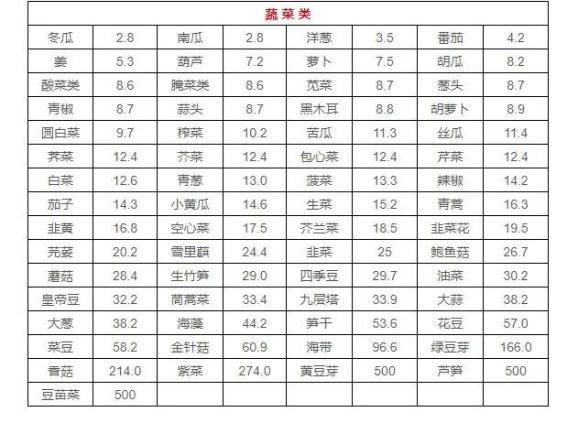 蔬菜类
冬瓜 2.8 南瓜 2.8 洋葱 3.5 番茄 4.2
姜 5.3 葫芦 7.2 萝卜 7.5 胡瓜 8.2
酸菜类 8.6 腌菜类 8.6 苋菜 8.7 葱头 8.7
青椒 8.7 蒜头 8.7 黑木耳 8.8 胡萝卜 8.9
圆白菜 9.7 榨菜 10.2 苦瓜 11.3 丝瓜 11.4
荠菜 12.4 芥菜 12.4 包心菜 12.4 芹菜 12.4
白菜 12.6 青葱 13.0 菠菜 13.3 辣椒 14.2
茄子 14.3 小黄瓜 14.6 生菜 15.2 青蒿 16.3
韭黄 16.8 空心菜 17.5 芥兰菜 18.5 韭菜花 19.5
芫荽 20.2 雪里蕻 24.4 韭菜 25 鲍鱼菇 26.7
蘑菇 28.4 生竹笋 29.0 四季豆 29.7 油菜 30.2
皇帝豆 32.2 茼蒿菜 33.4 九层塔 33.9 大蒜 38.2
大葱 38.2 海藻 44.2 笋干 53.6 花豆 57.0
菜豆 58.2 金针菇 60.9 海带 96.6 绿豆芽 166.0
香菇 214.0 紫菜 274.0 黄豆芽 500 芦笋 500
豆苗菜 500